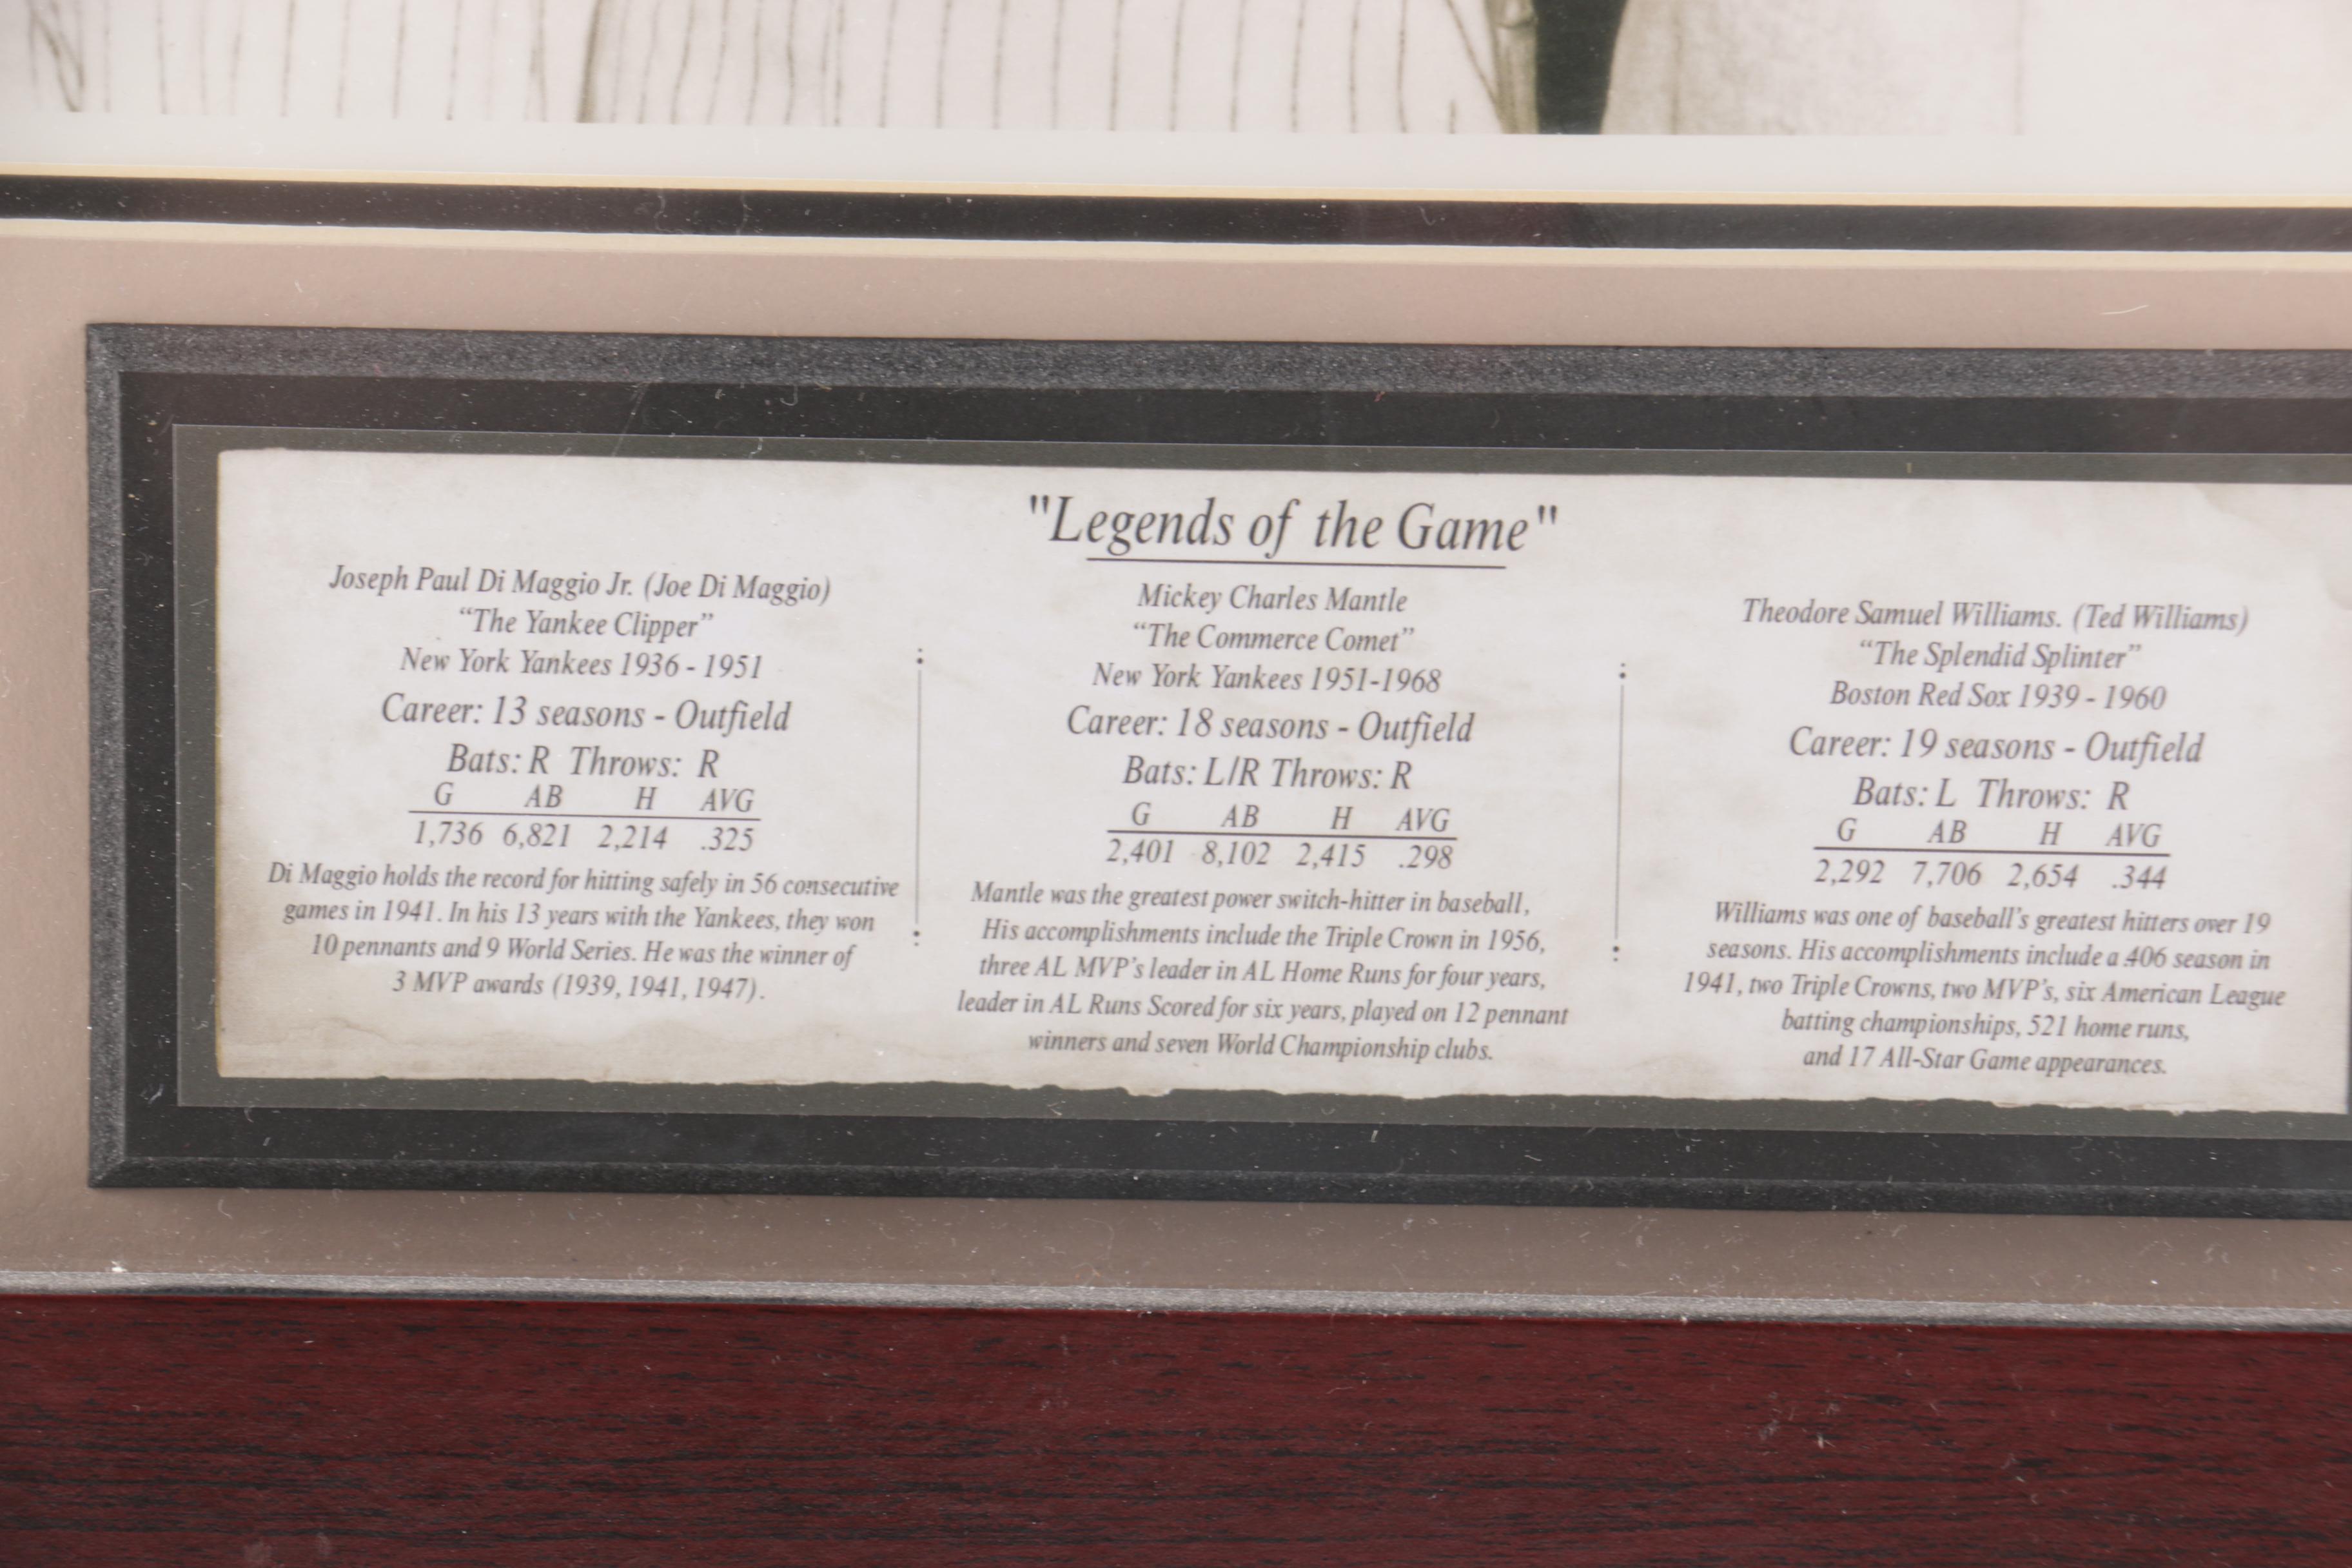 "Legends of the Game"
Joseph Paul Di Maggio Jr. (Joe Di Maggio)
“The Yankee Clipper”
New York Yankees 1936 - 1951
Career: 13 seasons - Outfield
Bats: R Throws: R
G AB H AVG
1,736 6,821 2,214 .325
Di Maggio holds the record for hitting safely in 56 consecutive
games in 1941. In his 13 years with the Yankees, they won
10 pennants and 9 World Series. He was the winner of
3 MVP awards (1939, 1941, 1947).
Mickey Charles Mantle
“The Commerce Comet”
New York Yankees 1951-1968
Career: 18 seasons - Outfield
Bats: L/R Throws: R
G AB H AVG
2,401 8,102 2,415 .298
Mantle was the greatest power switch-hitter in baseball,
His accomplishments include the Triple Crown in 1956,
three AL MVP’s leader in AL Home Runs for four years,
leader in AL Runs Scored for six years, played on 12 pennant
winners and seven World Championship clubs.
Theodore Samuel Williams. (Ted Williams)
“The Splendid Splinter”
Boston Red Sox 1939 - 1960
Career: 19 seasons - Outfield
Bats: L Throws: R
G AB H AVG
2,292 7,706 2,654 .344
Williams was one of baseball’s greatest hitters over 19
seasons. His accomplishments include a .406 season in
1941, two Triple Crowns, two MVP’s, six American League
batting championships, 521 home runs,
and 17 All-Star Game appearances.